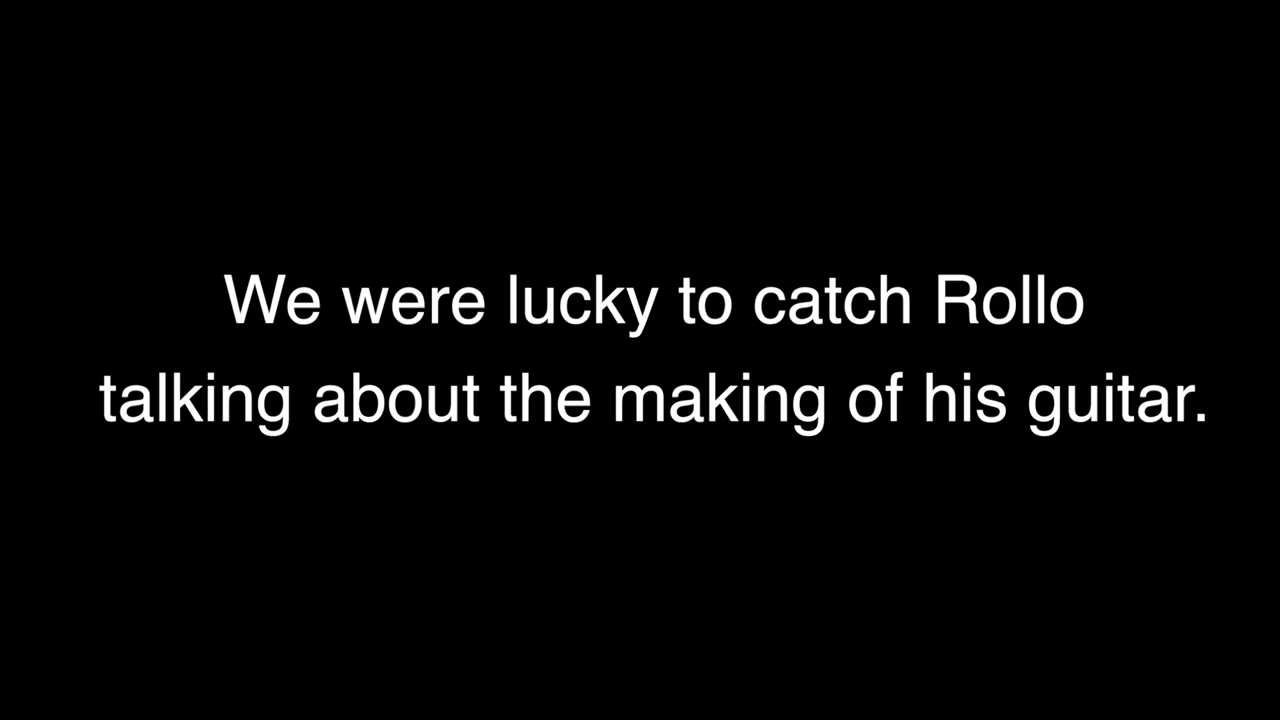 We were lucky to catch Rollo
talking about the making of his guitar.